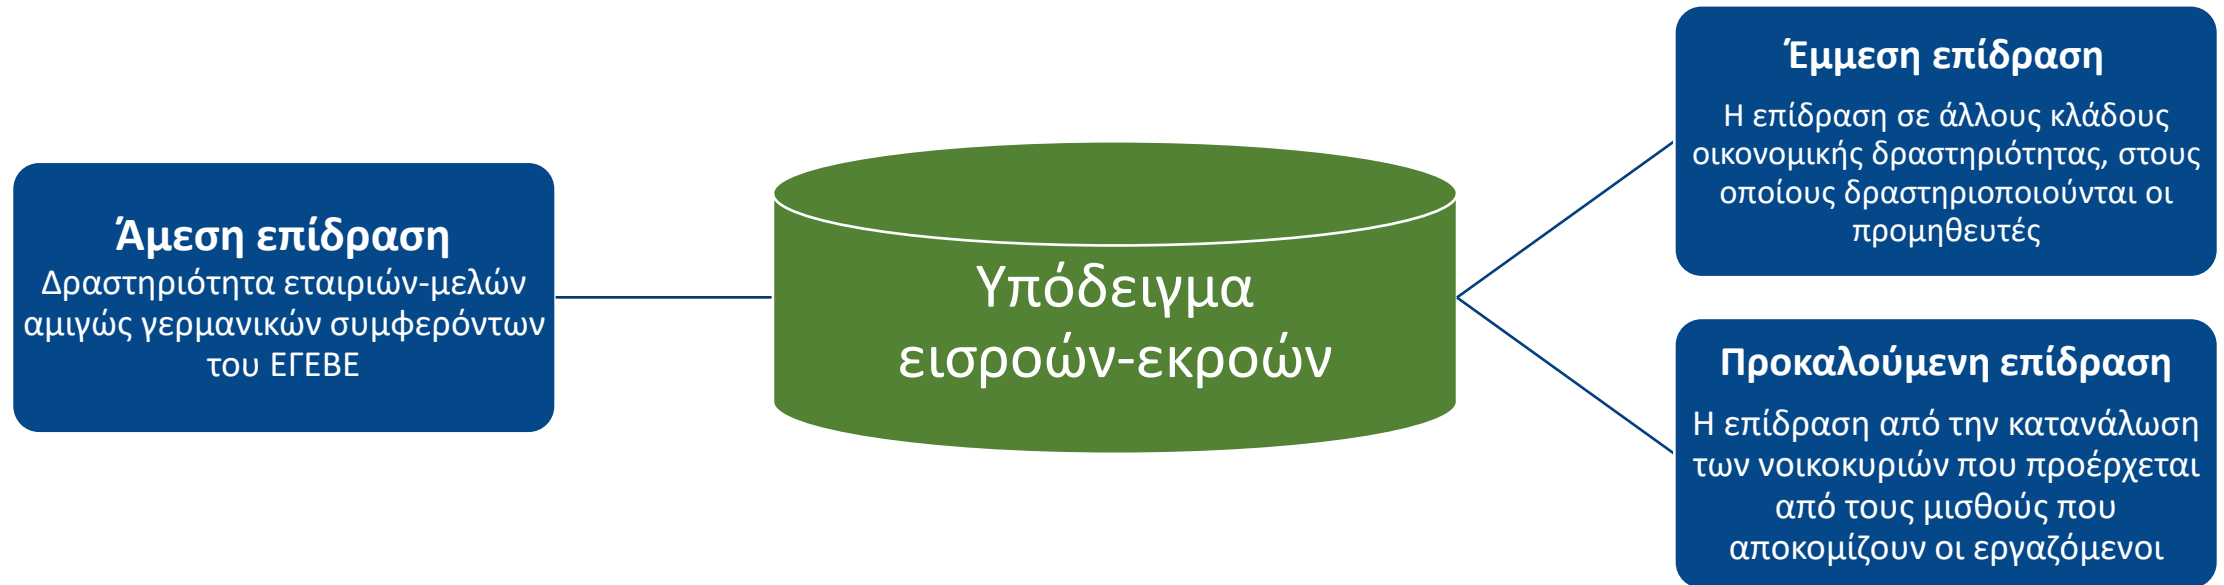 Άμεση επίδραση
Δραστηριότητα εταιριών-μελών
αμιγώς γερμανικών συμφερόντων
του ΕΓΕΒΕ
Υπόδειγμα
εισροών-εκροών
Έμμεση επίδραση
Η επίδραση σε άλλους κλάδους
οικονομικής δραστηριότητας, στους
οποίους δραστηριοποιούνται οι
προμηθευτές
Προκαλούμενη επίδραση
Η επίδραση από την κατανάλωση
των νοικοκυριών που προέρχεται
από τους μισθούς που
αποκομίζουν οι εργαζόμενοι